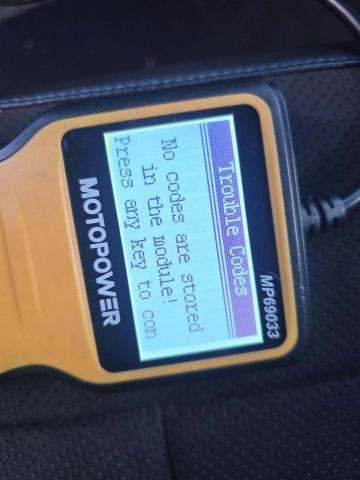 MP69033
Trouble Codes
No codes are stored
in the module!
Press any key to con
MOTOPOWER